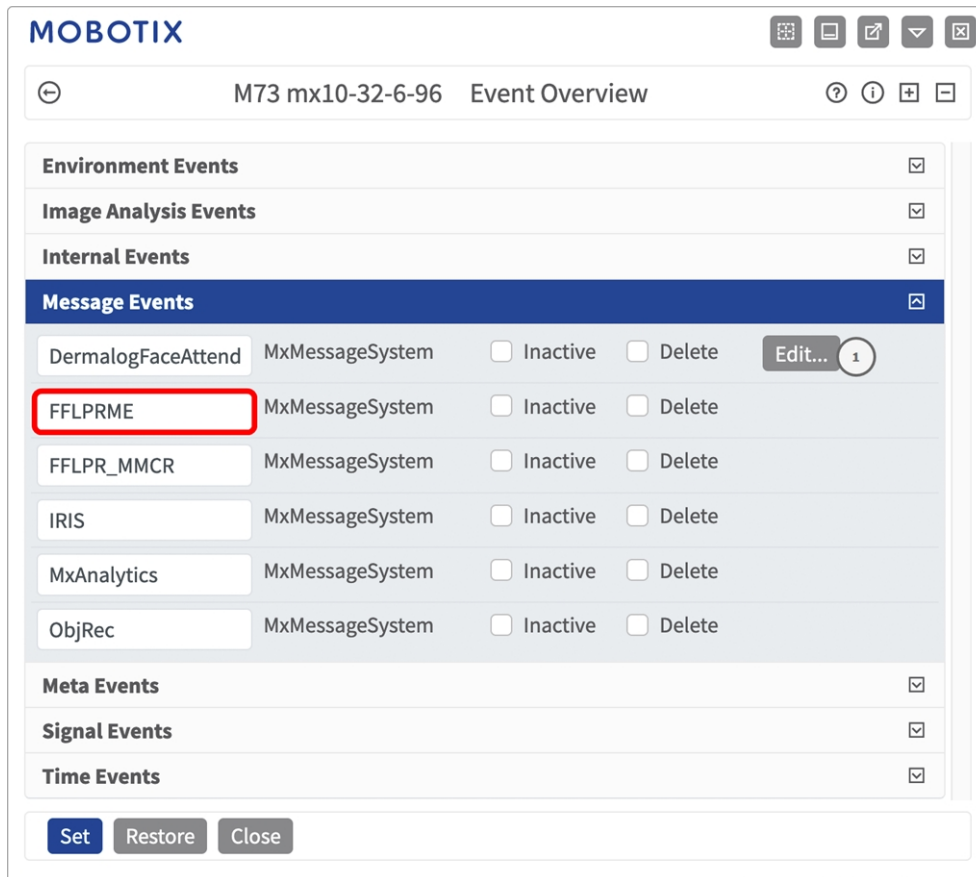 MOBOTIX
M73 mx10-32-6-96 Event Overview
Environment Events
Image Analysis Events
Internal Events
Message Events
DermalogFaceAttend MxMessageSystem Inactive Delete Edit... 1
FFLPRME MxMessageSystem Inactive Delete
FFLPR_MMCR MxMessageSystem Inactive Delete
IRIS MxMessageSystem Inactive Delete
MxAnalytics MxMessageSystem Inactive Delete
ObjRec MxMessageSystem Inactive Delete
Meta Events
Signal Events
Time Events
Set Restore Close